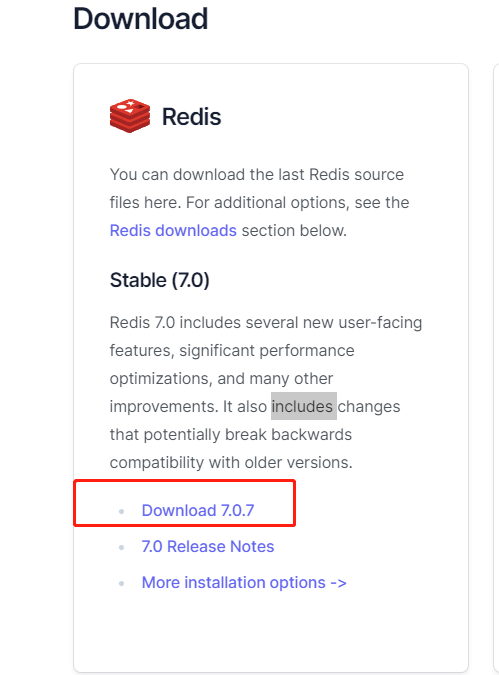 Download
Redis
You can download the last Redis source
files here. For additional options, see the
Redis downloads section below.
Stable (7.0)
Redis 7.0 includes several new user-facing
features, significant performance
optimizations, and many other
improvements. It also includes changes
that potentially break backwards
compatibility with older versions.
Download 7.0.7
7.0 Release Notes
More installation options ->